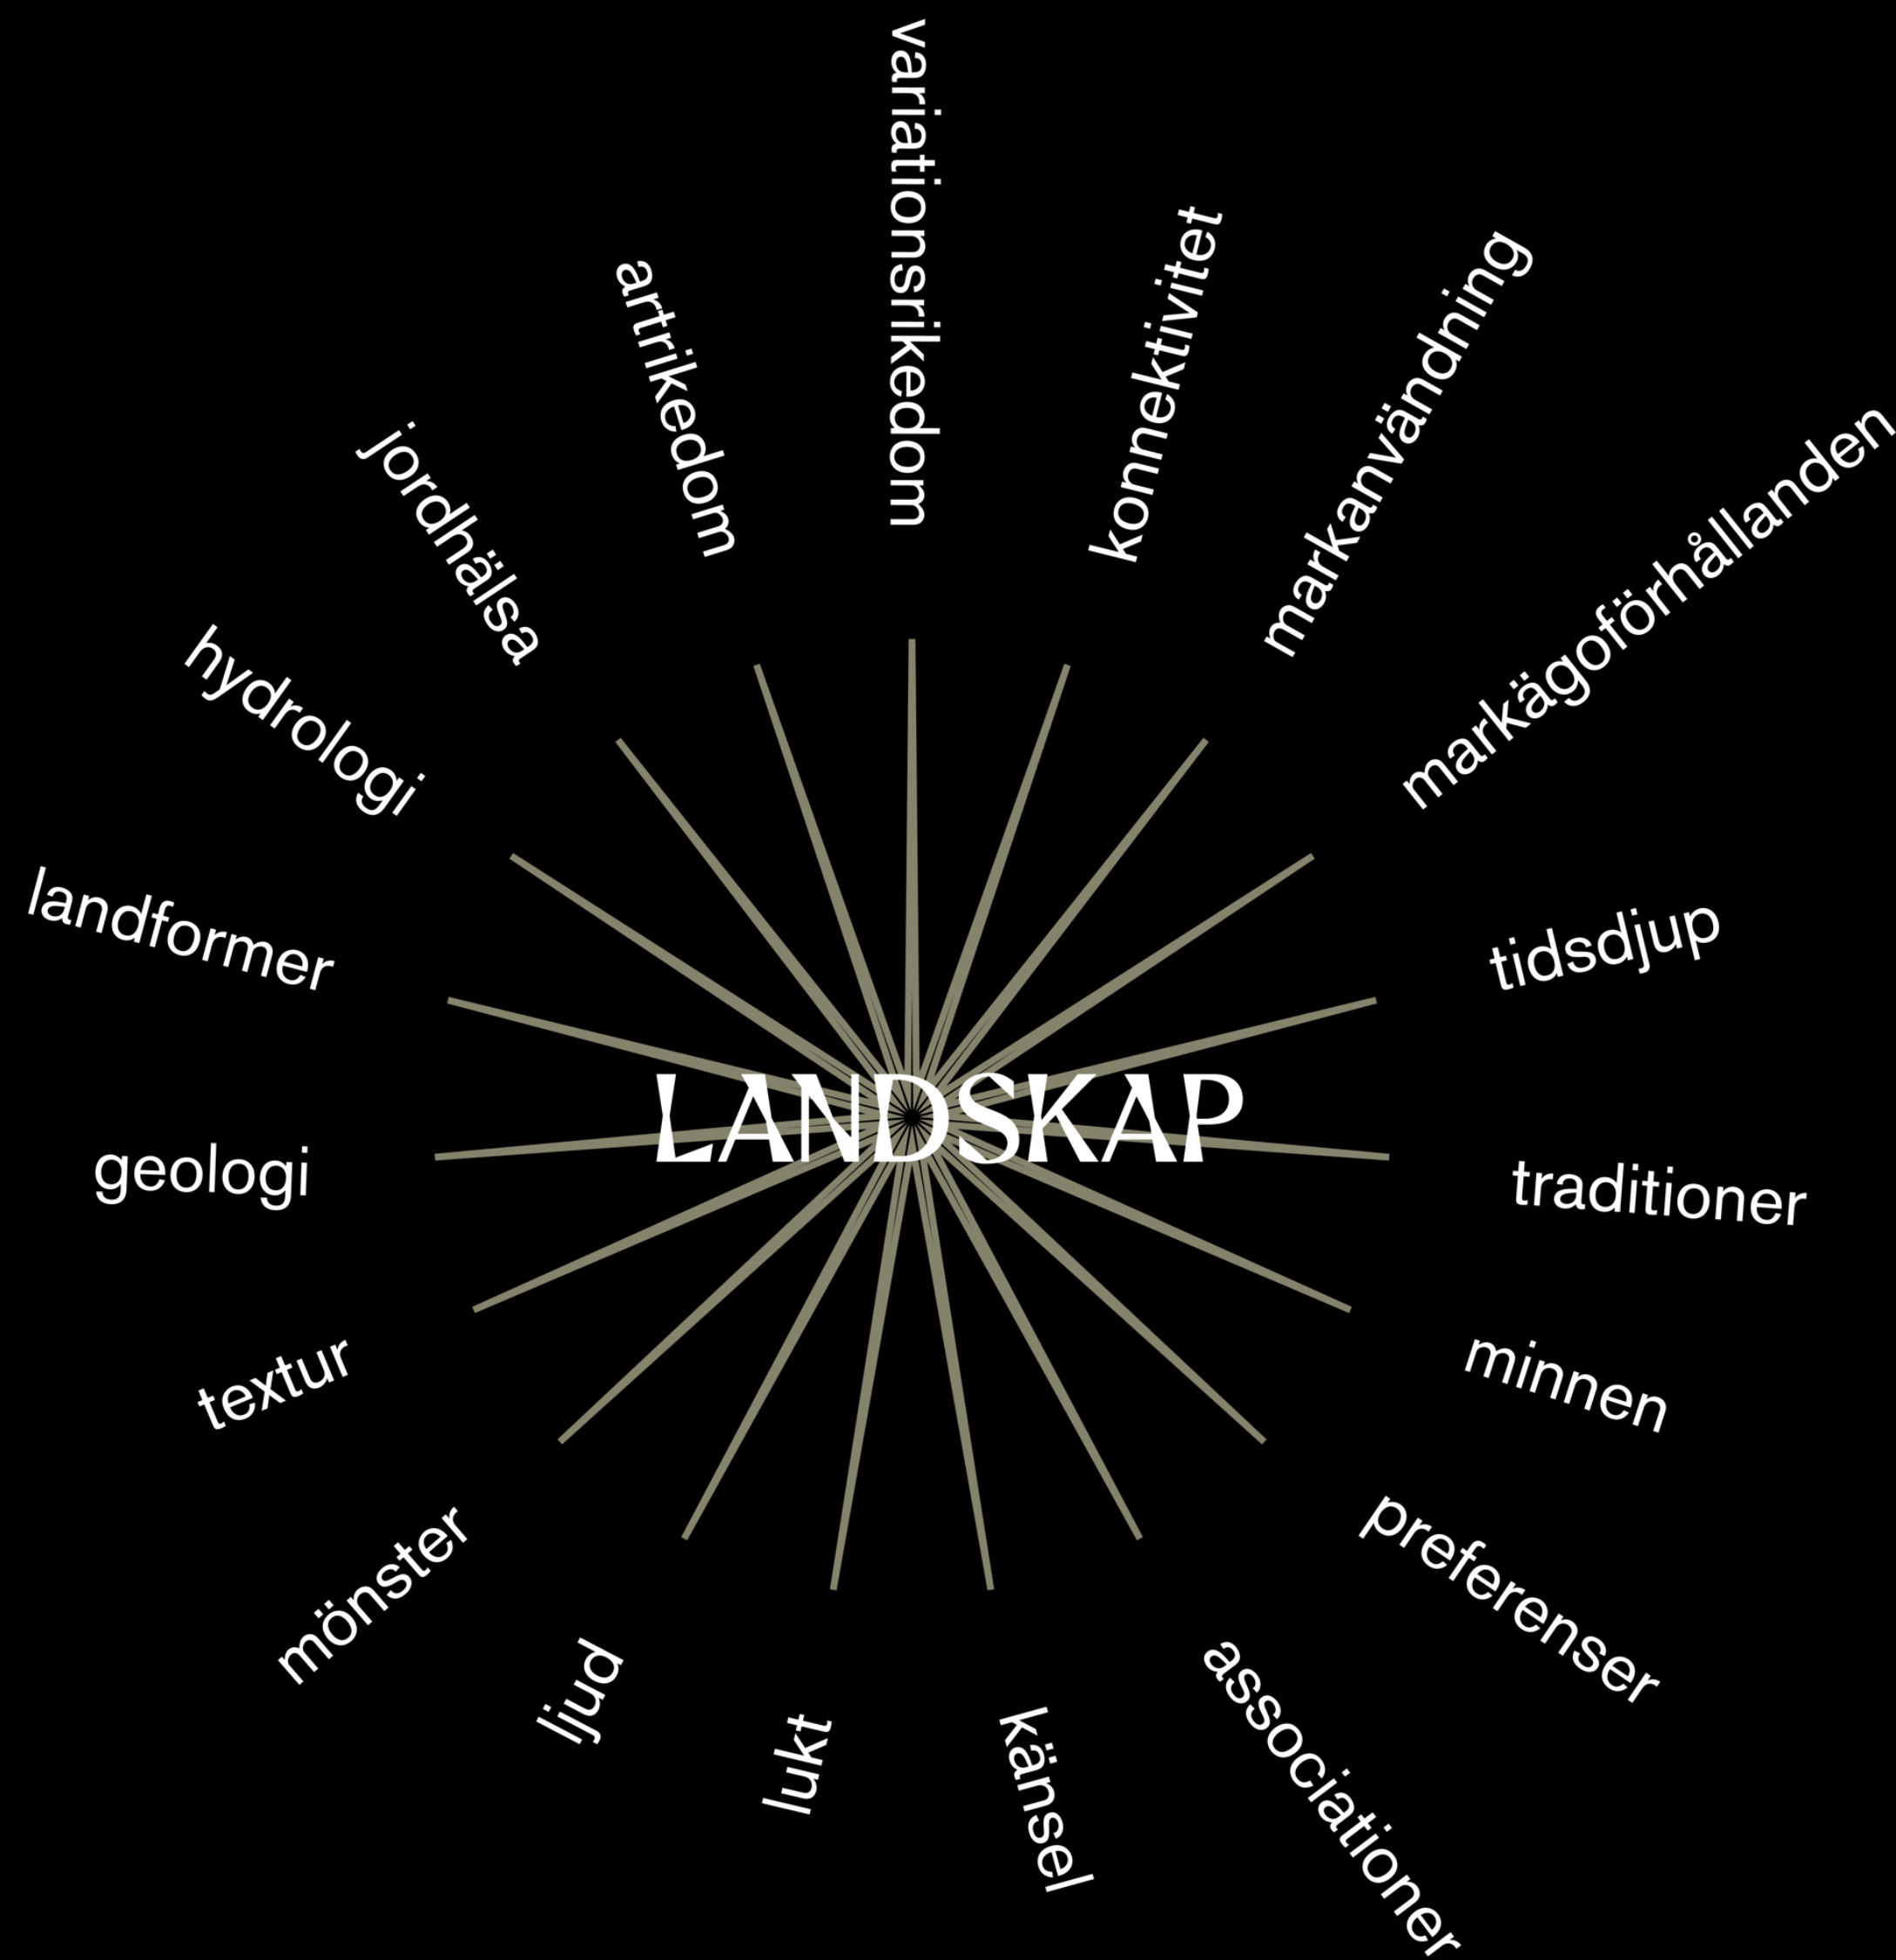 variationsrikedom
konnektivitet
markanvändning
markägoförhållanden
tidsdjup
traditioner
minnen
preferenser
associationer
känsel
lukt
ljud
mönster
textur
geologi
landformer
hydrologi
jordhälsa
artrikedom
LANDSKAP